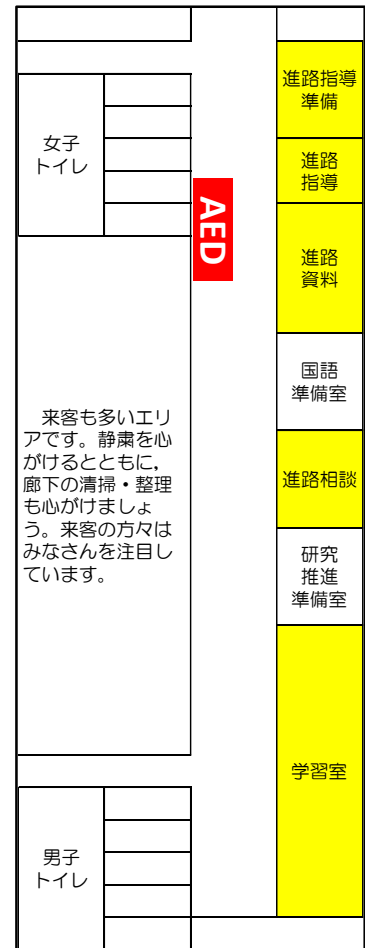 進路指導
準備
女子
トイレ
進路
指導
AED
進路
資料
国語
準備室
来客も多いエリ
アです。静粛を心
がけるとともに,
廊下の清掃・整理
も心がけましょ
う。来客の方々は
みなさんを注目し
ています。
進路相談
研究
推進
準備室
学習室
男子
トイレ